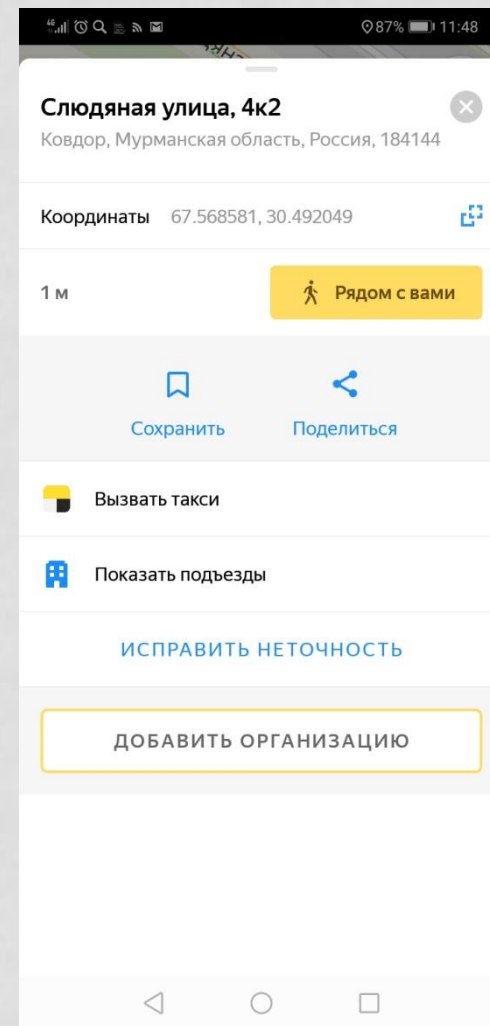 46
87% 11:48
Слюдяная улица, 4к2
Ковдор, Мурманская область, Россия, 184144
Координаты 67.568581, 30.492049
1 м
Рядом с вами
Сохранить Поделиться
Вызвать такси
Показать подъезды
ИСПРАВИТЬ НЕТОЧНОСТЬ
ДОБАВИТЬ ОРГАНИЗАЦИЮ